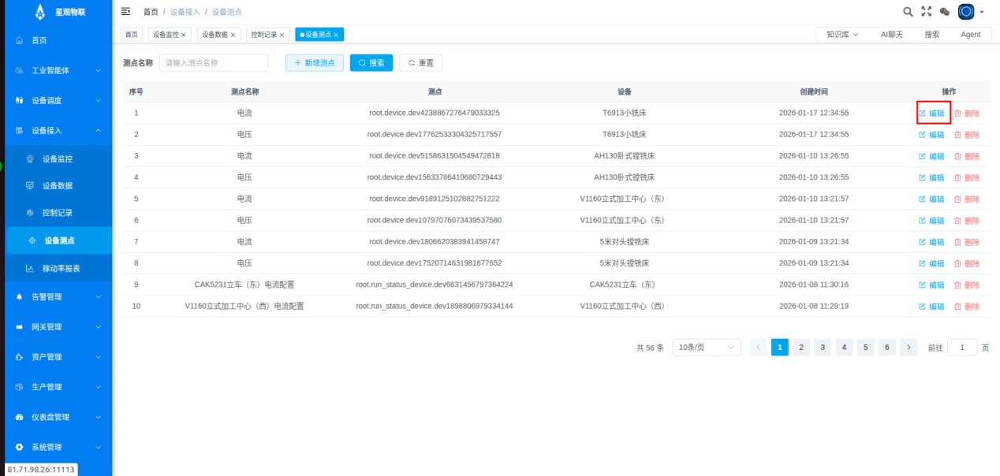 星观物联
首页 / 设备接入 / 设备测点
首页
设备监控 ×
设备数据 ×
控制记录 ×
设备测点 ×
知识库
AI聊天
搜索
Agent
首页
工业智能体
设备调度
设备接入
设备监控
设备数据
控制记录
设备测点
稼动率报表
告警管理
网关管理
资产管理
生产管理
仪表盘管理
系统管理
81.71.98.26:11113
测点名称 请输入测点名称 新增测点 搜索 重置
序号 测点名称 测点 设备 创建时间 操作
1 电流 root.device.dev4238867276479033325 T6913小铣床 2026-01-17 12:34:55 编辑 删除
2 电压 root.device.dev17762533304325717557 T6913小铣床 2026-01-17 12:34:55 编辑 删除
3 电流 root.device.dev5158631504549472818 AH130卧式镗铣床 2026-01-10 13:26:55 编辑 删除
4 电压 root.device.dev15633786410680729443 AH130卧式镗铣床 2026-01-10 13:26:55 编辑 删除
5 电流 root.device.dev9189125102882751222 V1160立式加工中心（东） 2026-01-10 13:21:57 编辑 删除
6 电压 root.device.dev10797076073439537580 V1160立式加工中心（东） 2026-01-10 13:21:57 编辑 删除
7 电流 root.device.dev1806620383941458747 5米对头镗铣床 2026-01-09 13:21:34 编辑 删除
8 电压 root.device.dev17520714631981677652 5米对头镗铣床 2026-01-09 13:21:34 编辑 删除
9 CAK5231立车（东）电流配置 root.run_status_device.dev6631456797364224 CAK5231立车（东） 2026-01-08 11:30:16 编辑 删除
10 V1160立式加工中心（西）电流配置 root.run_status_device.dev1898806979334144 V1160立式加工中心（西） 2026-01-08 11:29:19 编辑 删除
共 56 条 10条/页 1 2 3 4 5 6 前往 1 页